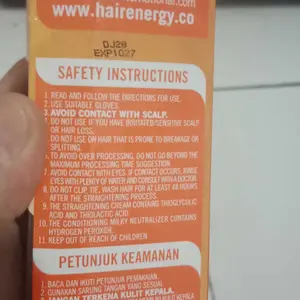 www.hairenergy.co
DJ28
EXP1027
SAFETY INSTRUCTIONS
1. READ AND FOLLOW THE DIRECTIONS FOR USE.
2. USE SUITABLE GLOVES.
3. AVOID CONTACT WITH SCALP.
4. DO NOT USE IF YOU HAVE IRRITATED/SENSITIVE SCALP
OR HAIR LOSS.
5. DO NOT USE ON HAIR THAT IS PRONE TO BREAKAGE OR
SPLITTING.
6. TO AVOID OVER PROCESSING, DO NOT GO BEYOND THE
MAXIMUM PROCESSING TIME SUGGESTION.
7. AVOID CONTACT WITH EYES. IF CONTACT OCCURS, RINSE
EYES WITH PLENTY OF WATER AND CONSULT WITH A DOCTOR.
8. DO NOT CLIP, TIE, WASH HAIR FOR AT LEAST 48 HOURS
AFTER THE STRAIGHTENING PROCESS.
9. THE STRAIGHTENING CREAM CONTAINS THIOGLYCOLIC
ACID AND THIOLACTIC ACID.
10. THE CONDITIONING MILKY NEUTRALIZER CONTAINS
HYDROGEN PEROXIDE.
11. KEEP OUT OF REACH OF CHILDREN
PETUNJUK KEAMANAN
1. BACA DAN IKUTI PETUNJUK PEMAKAIAN.
2. GUNAKAN SARUNG TANGAN YANG SESUAI.
3. JANGAN TERKENA KULIT KEPALA.